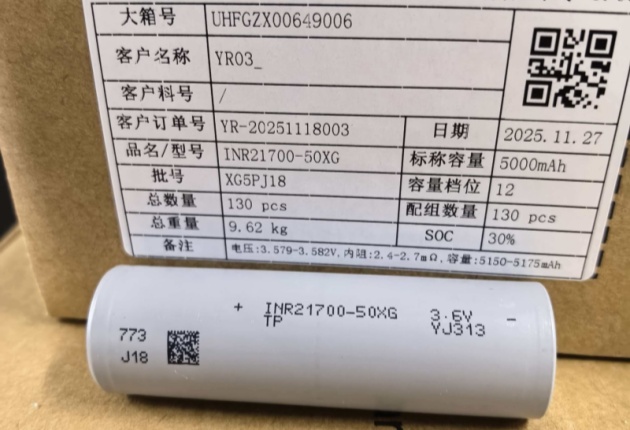 大箱号 UHFGZX00649006
客户名称 YR03_
客户料号 /
客户订单号 YR-20251118003 日期 2025.11.27
品名/型号 INR21700-50XG 标称容量 5000mAh
批号 XG5PJ18 容量档位 12
总数量 130 pcs 配组数量 130 pcs
总重量 9.62 kg SOC 30%
备注 电压:3.579-3.582V,内阻:2.4-2.7mΩ,容量:5150-5175mAh
+ INR21700-50XG 3.6V -
TP YJ313
773
J18